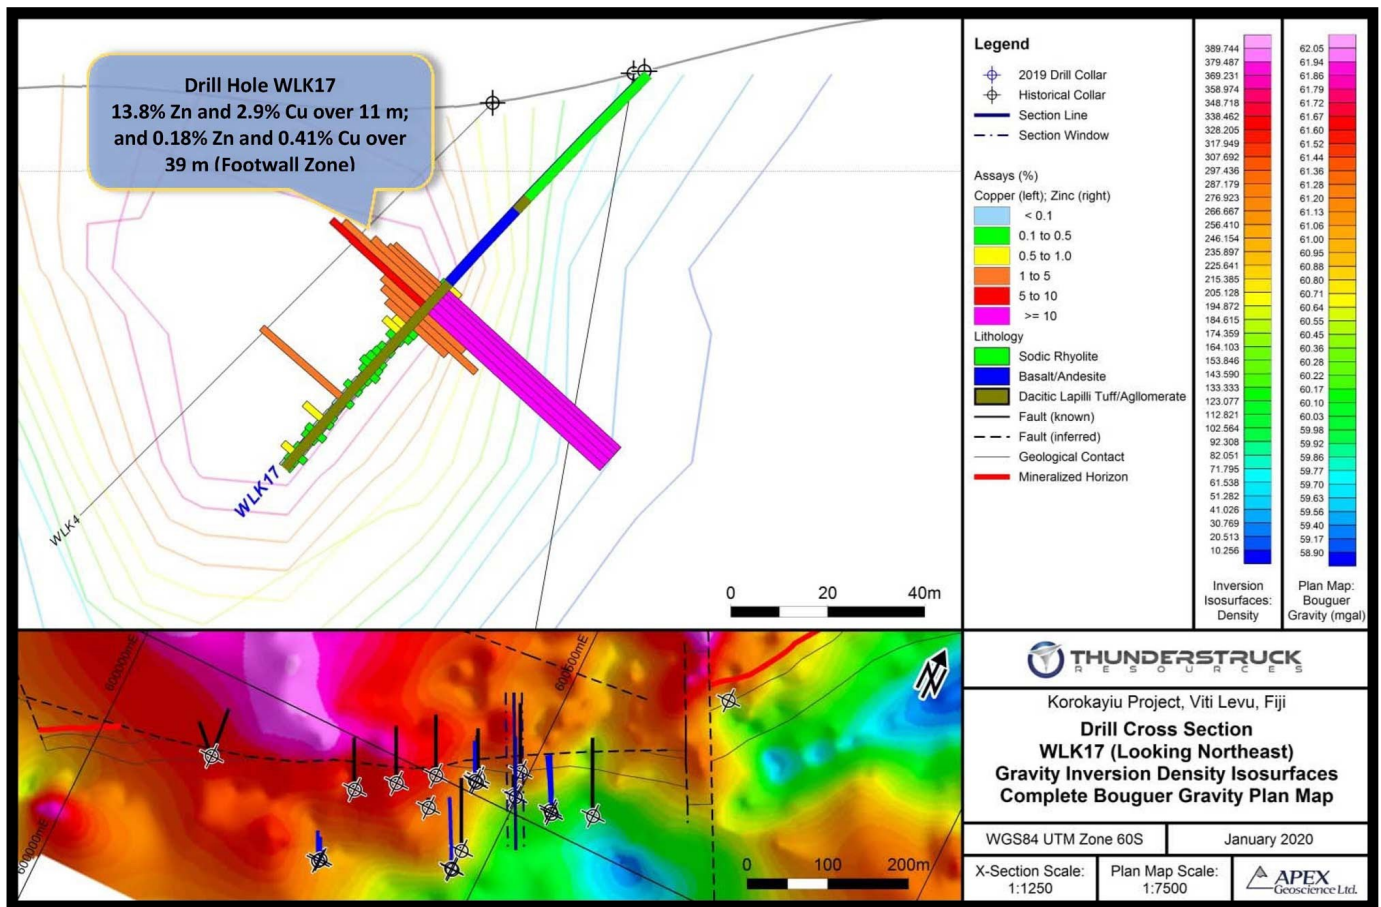 Drill Hole WLK17
13.8% Zn and 2.9% Cu over 11 m;
and 0.18% Zn and 0.41% Cu over
39 m (Footwall Zone)
WLK17
WLK4
0 20 40m
Legend
2019 Drill Collar
Historical Collar
Section Line
Section Window
Assays (%)
Copper (left); Zinc (right)
< 0.1
0.1 to 0.5
0.5 to 1.0
1 to 5
5 to 10
>= 10
Lithology
Sodic Rhyolite
Basalt/Andesite
Dacitic Lapilli Tuff/Agllomerate
Fault (known)
Fault (inferred)
Geological Contact
Mineralized Horizon
389.744
379.487
369.231
358.974
348.718
338.462
328.205
317.949
307.692
297.436
287.179
276.923
266.667
256.410
246.154
235.897
225.641
215.385
205.128
194.872
184.615
174.359
164.103
153.846
143.590
133.333
123.077
112.821
102.564
92.308
82.051
71.795
61.538
51.282
41.026
30.769
20.513
10.256
Inversion
Isosurfaces:
Density
62.05
61.94
61.86
61.79
61.72
61.67
61.60
61.52
61.44
61.36
61.28
61.20
61.13
61.06
61.00
60.95
60.88
60.80
60.71
60.64
60.55
60.45
60.36
60.28
60.22
60.17
60.10
60.03
59.98
59.92
59.86
59.77
59.70
59.63
59.56
59.40
59.17
58.90
Plan Map:
Bouguer
Gravity (mgal)
600000mE
600600mE
600000mE
N
0 100 200m
THUNDERSTRUCK
RESOURCES
Korokayiu Project, Viti Levu, Fiji
Drill Cross Section
WLK17 (Looking Northeast)
Gravity Inversion Density Isosurfaces
Complete Bouguer Gravity Plan Map
WGS84 UTM Zone 60S
January 2020
X-Section Scale:
1:1250
Plan Map Scale:
1:7500
APEX
Geoscience Ltd.